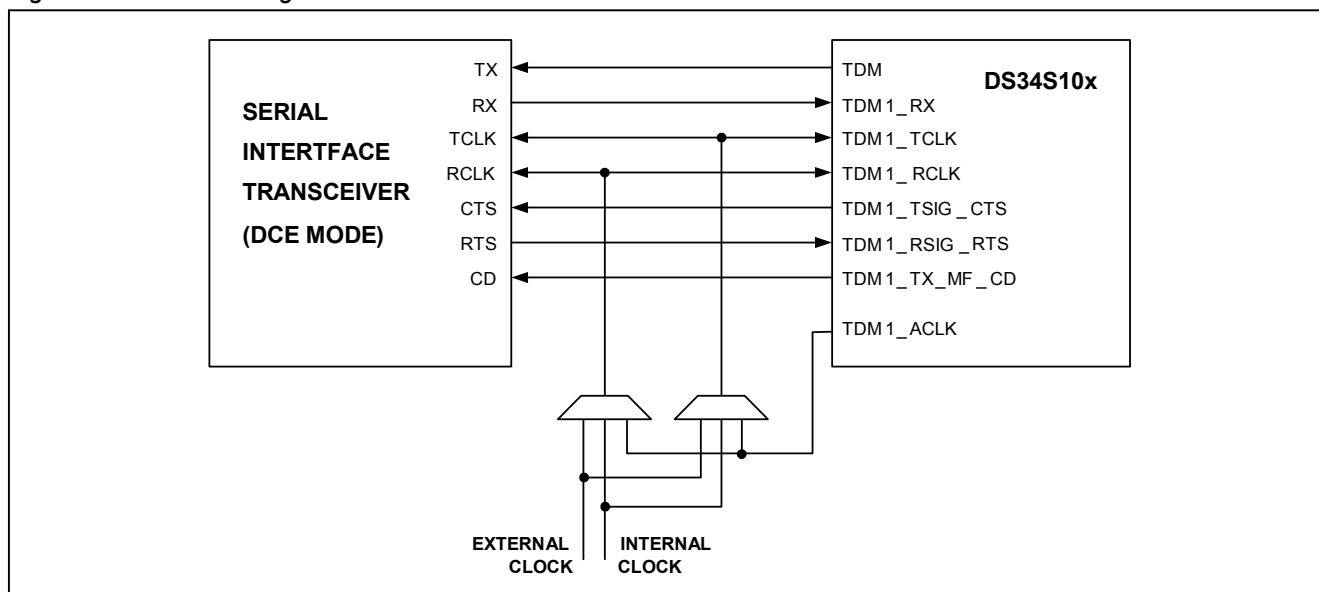 SERIAL
INTERTFACE
TRANSCEIVER
(DCE MODE)
TX
RX
TCLK
RCLK
CTS
RTS
CD
TDM
TDM1_RX
TDM1_TCLK
TDM1_RCLK
TDM1_TSIG_CTS
TDM1_RSIG_RTS
TDM1_TX_MF_CD
TDM1_ACLK
DS34S10x
EXTERNAL
CLOCK
INTERNAL
CLOCK